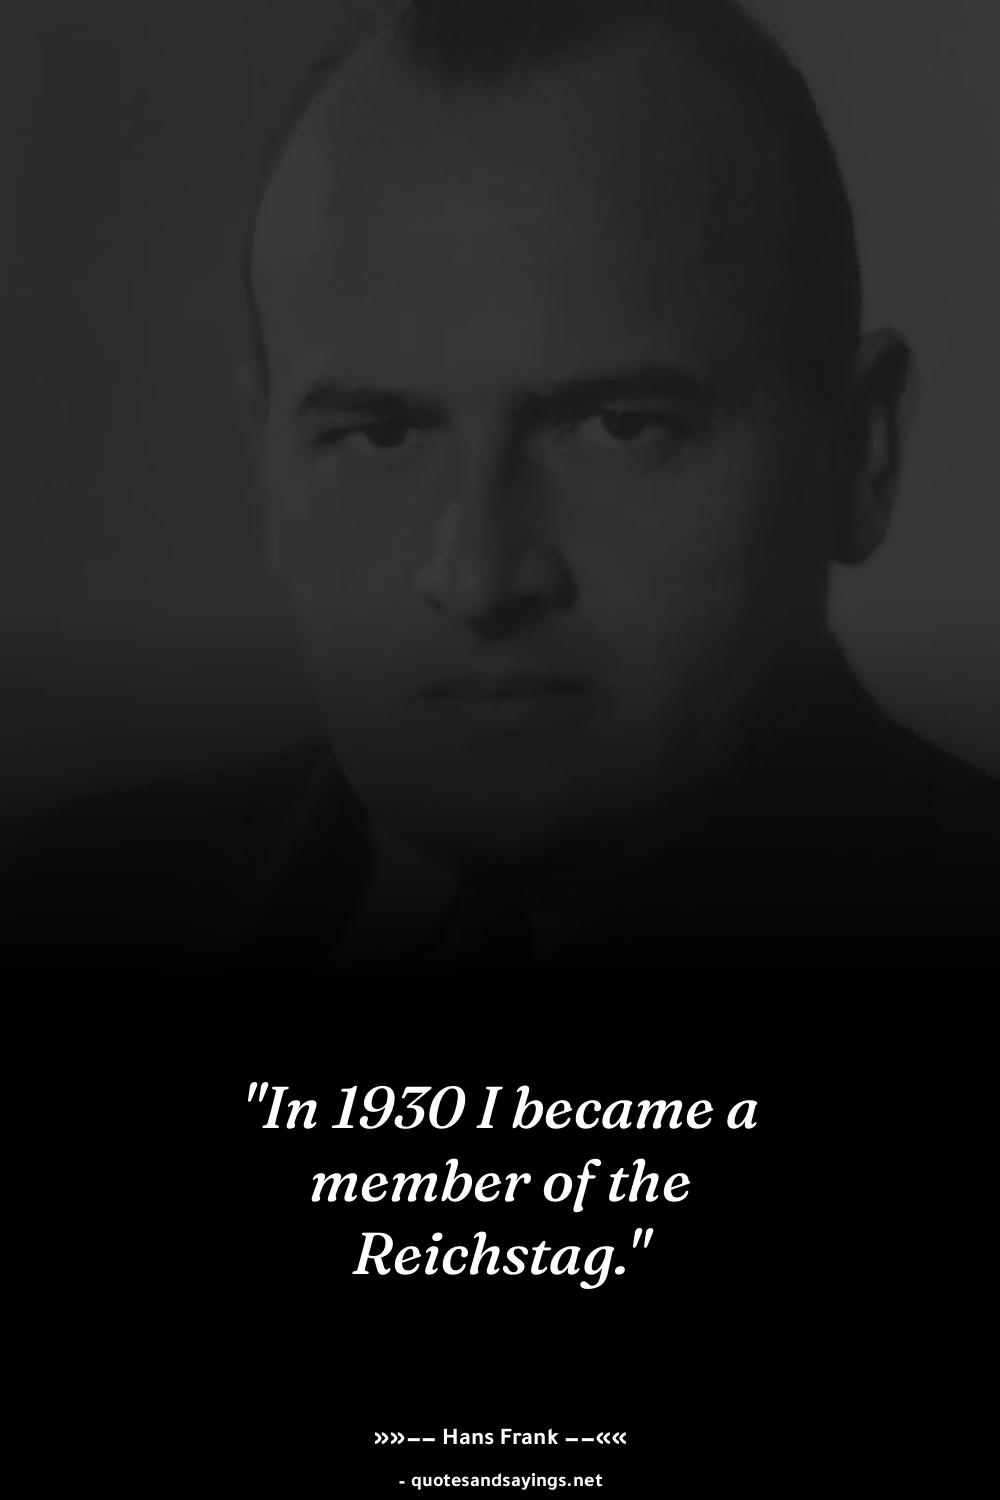 "In 1930 I became a
member of the
Reichstag."
»»−− Hans Frank −−««
- quotesandsayings.net